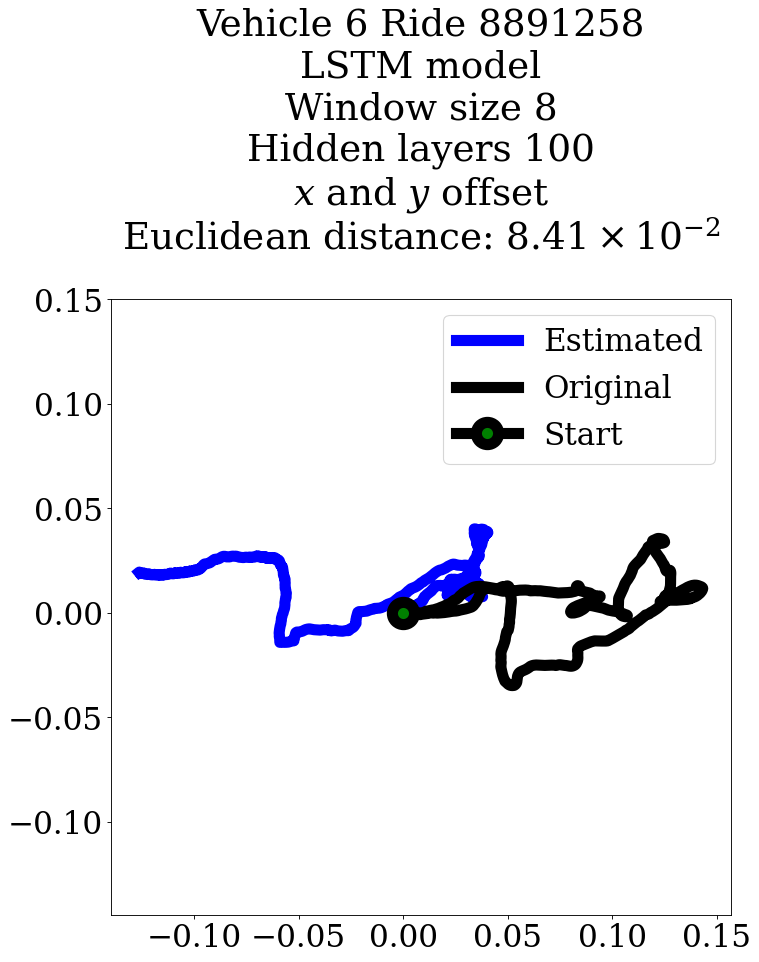 Vehicle 6 Ride 8891258
LSTM model
Window size 8
Hidden layers 100
x and y offset
Euclidean distance: 8.41 × 10⁻²
0.15
0.10
0.05
0.00
−0.05
−0.10
Estimated
Original
Start
−0.10 −0.05 0.00 0.05 0.10 0.15